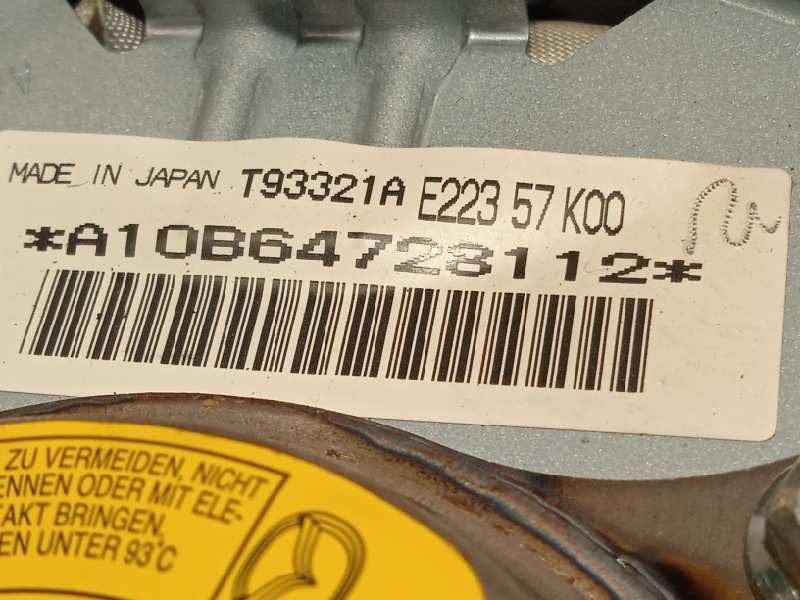 MADE IN JAPAN T93321A E223 57 K00
*A10B64728112*
ZU VERMEIDEN, NICHT
ENNEN ODER MIT ELE-
TAKT BRINGEN,
EN UNTER 93°C